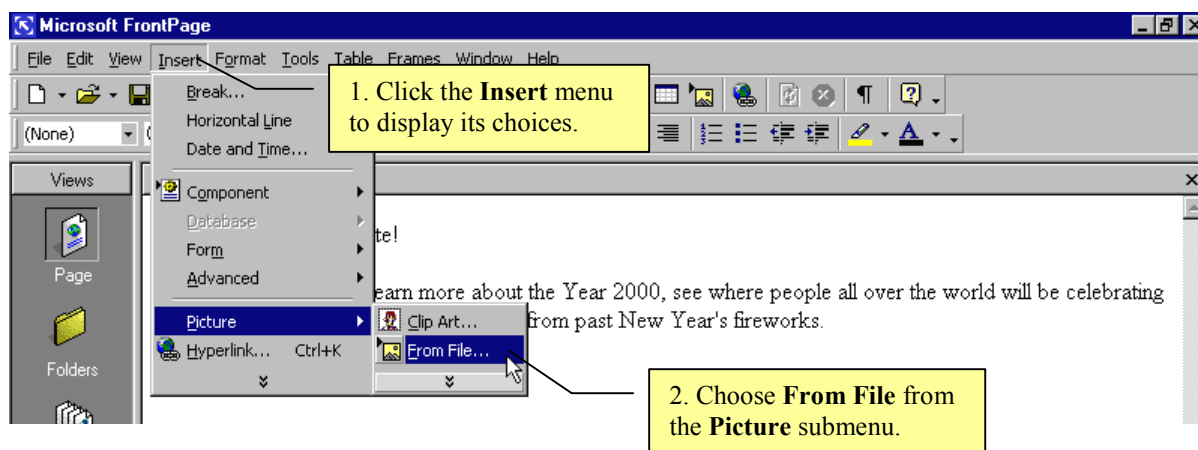 Microsoft FrontPage
File Edit View Insert Format Tools Table Frames Window Help
1. Click the Insert menu
to display its choices.
(None)
Break...
Horizontal Line
Date and Time...
Component
Database
Form
Advanced
Picture
Hyperlink... Ctrl+K
Clip Art...
From File...
Views
Page
Folders
te!
earn more about the Year 2000, see where people all over the world will be celebrating
from past New Year's fireworks.
2. Choose From File from
the Picture submenu.